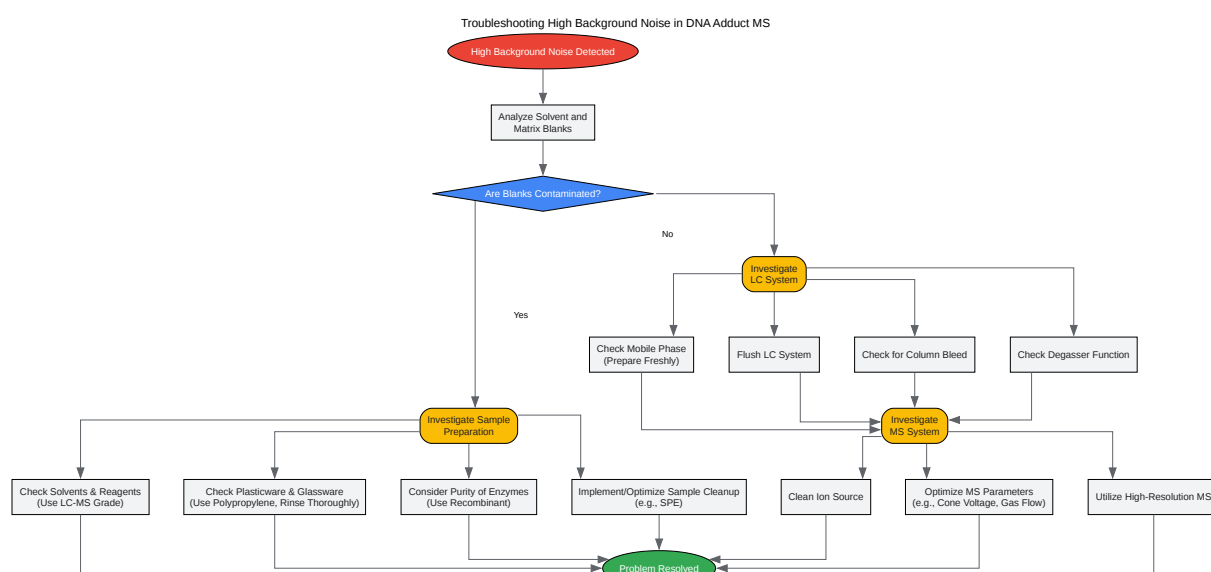 Troubleshooting High Background Noise in DNA Adduct MS
High Background Noise Detected
Analyze Solvent and
Matrix Blanks
Are Blanks Contaminated?
No
Investigate
LC System
Yes
Check Mobile Phase
(Prepare Freshly)
Flush LC System
Check for Column Bleed
Check Degasser Function
Investigate Sample
Preparation
Investigate
MS System
Check Solvents & Reagents
(Use LC-MS Grade)
Check Plasticware & Glassware
(Use Polypropylene, Rinse Thoroughly)
Consider Purity of Enzymes
(Use Recombinant)
Implement/Optimize Sample Cleanup
(e.g., SPE)
Clean Ion Source
Optimize MS Parameters
(e.g., Cone Voltage, Gas Flow)
Utilize High-Resolution MS
Problem Resolved